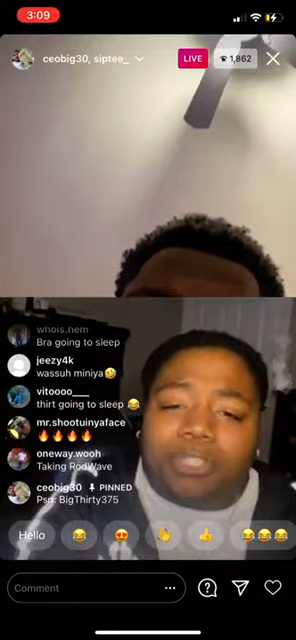 3:09
ceobig30, siptee_
LIVE
1,862
whois.hem
Bra going to sleep
jeezy4k
wassuh miniya🤣
vitoooo____
thirt going to sleep 😂
mr.shootuinyaface
🔥🔥🔥🔥
oneway.wooh
Taking RodWave
ceobig30 PINNED
Psn: BigThirty375
Hello 😂 😍 👏 👍 😂😂😂
Comment